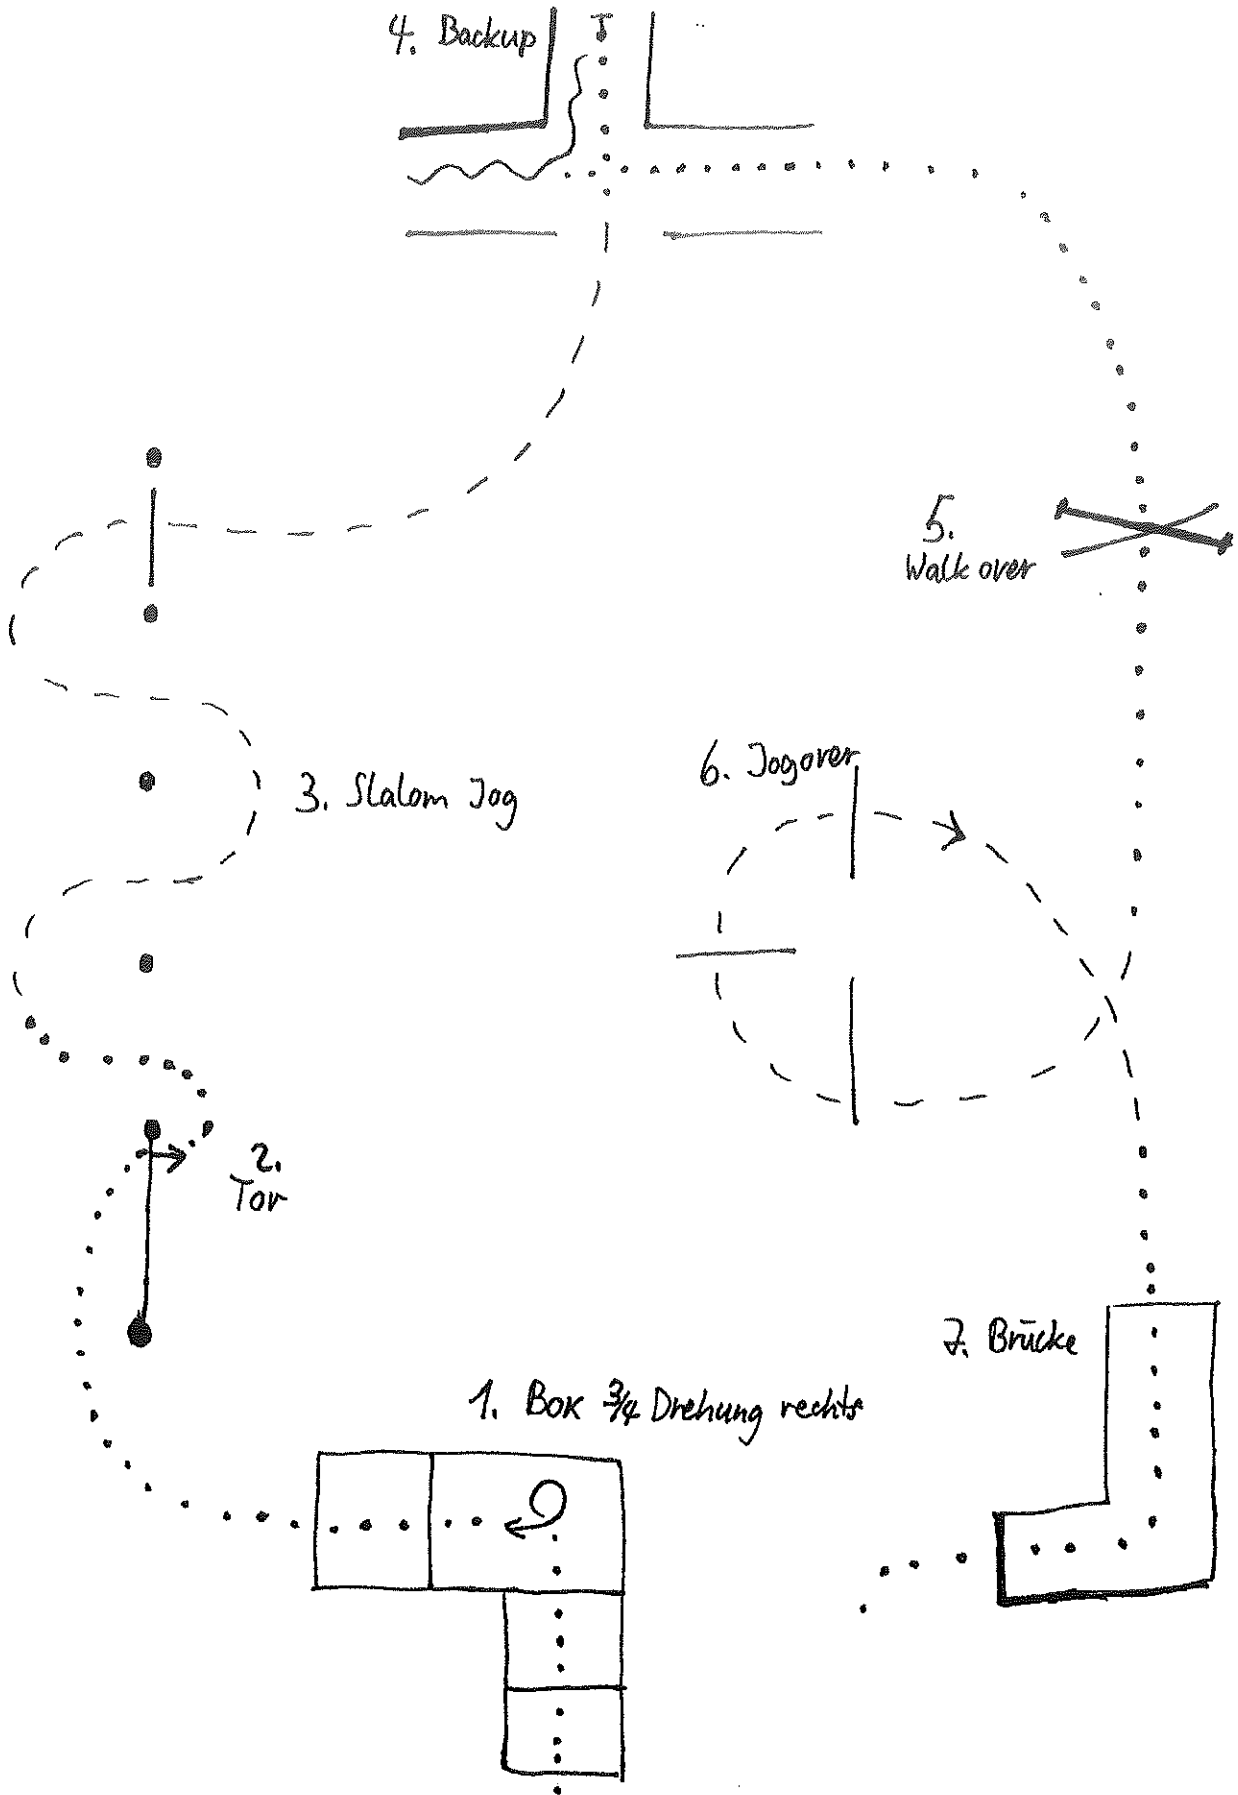 4. Backup
5.
Walk over
6. Jogover
3. Slalom Jog
2.
Tor
7. Brücke
1. Box 3/4 Drehung rechts